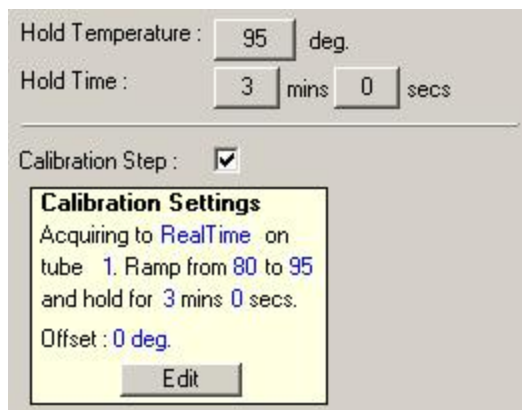 Hold Temperature : 95 deg.
Hold Time : 3 mins 0 secs
Calibration Step :
Calibration Settings
Acquiring to RealTime on
tube 1. Ramp from 80 to 95
and hold for 3 mins 0 secs.
Offset : 0 deg.
Edit